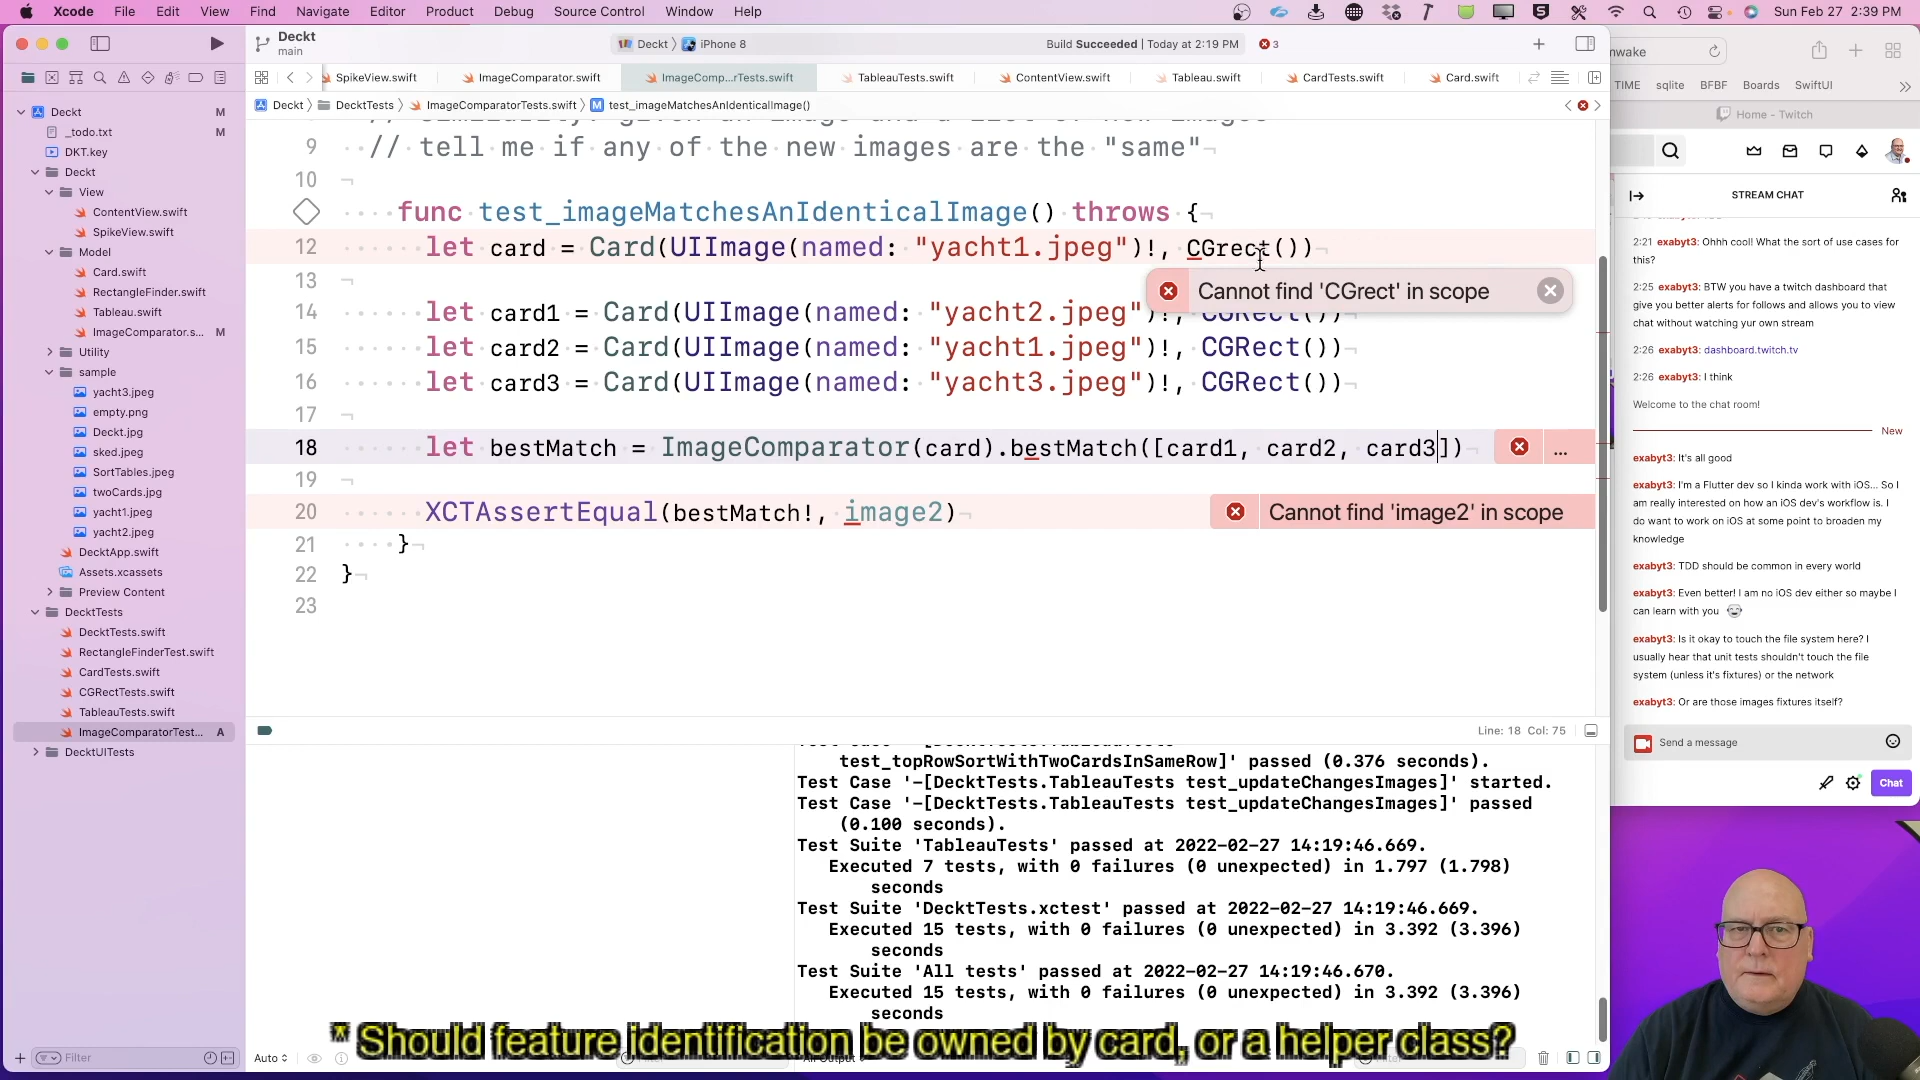 Xcode File Edit View Find Navigate Editor Product Debug Source Control Window Help Sun Feb 27 2:39 PM
Deckt
main
Deckt iPhone 8
Build Succeeded | Today at 2:19 PM
3
SpikeView.swift ImageComparator.swift ImageComp...rTests.swift TableauTests.swift ContentView.swift Tableau.swift CardTests.swift Card.swift
Deckt DecktTests ImageComparatorTests.swift M test_imageMatchesAnIdenticalImage()
Deckt M
_todo.txt M
DKT.key
Deckt
View
ContentView.swift
SpikeView.swift
Model
Card.swift
RectangleFinder.swift
Tableau.swift
ImageComparator.s... M
Utility
sample
yacht3.jpeg
empty.png
Deckt.jpg
sked.jpeg
SortTables.jpeg
twoCards.jpg
yacht1.jpeg
yacht2.jpeg
DecktApp.swift
Assets.xcassets
Preview Content
DecktTests
DecktTests.swift
RectangleFinderTest.swift
CardTests.swift
CGRectTests.swift
TableauTests.swift
ImageComparatorTest... A
DecktUITests
Filter
9 // tell me if any of the new images are the "same"
10
func test_imageMatchesAnIdenticalImage() throws {
12 let card = Card(UIImage(named: "yacht1.jpeg")!, CGrect())
13
Cannot find 'CGrect' in scope
14 let card1 = Card(UIImage(named: "yacht2.jpeg")!, CGRect())
15 let card2 = Card(UIImage(named: "yacht1.jpeg")!, CGRect())
16 let card3 = Card(UIImage(named: "yacht3.jpeg")!, CGRect())
17
18 let bestMatch = ImageComparator(card).bestMatch([card1, card2, card3]) ...
19
20 XCTAssertEqual(bestMatch!, image2) Cannot find 'image2' in scope
21 }
22 }
23
Line: 18 Col: 75
test_topRowSortWithTwoCardsInSameRow]' passed (0.376 seconds).
Test Case '-[DecktTests.TableauTests test_updateChangesImages]' started.
Test Case '-[DecktTests.TableauTests test_updateChangesImages]' passed
(0.100 seconds).
Test Suite 'TableauTests' passed at 2022-02-27 14:19:46.669.
Executed 7 tests, with 0 failures (0 unexpected) in 1.797 (1.798)
seconds
Test Suite 'DecktTests.xctest' passed at 2022-02-27 14:19:46.669.
Executed 15 tests, with 0 failures (0 unexpected) in 3.392 (3.396)
seconds
Test Suite 'All tests' passed at 2022-02-27 14:19:46.670.
Executed 15 tests, with 0 failures (0 unexpected) in 3.392 (3.396)
seconds
* Should feature identification be owned by card, or a helper class?
Auto
nwake
TIME sqlite BFBF Boards SwiftUI
Home - Twitch
STREAM CHAT
2:21 exabyt3: Ohhh cool! What the sort of use cases for
this?
2:25 exabyt3: BTW you have a twitch dashboard that
give you better alerts for follows and allows you to view
chat without watching yur own stream
2:26 exabyt3: dashboard.twitch.tv
2:26 exabyt3: I think
Welcome to the chat room!
New
exabyt3: It's all good
exabyt3: I'm a Flutter dev so I kinda work with iOS... So I
am really interested on how an iOS dev's workflow is. I
do want to work on iOS at some point to broaden my
knowledge
exabyt3: TDD should be common in every world
exabyt3: Even better! I am no iOS dev either so maybe I
can learn with you
exabyt3: Is it okay to touch the file system here? I
usually hear that unit tests shouldn't touch the file
system (unless it's fixtures) or the network
exabyt3: Or are those images fixtures itself?
Send a message
Chat